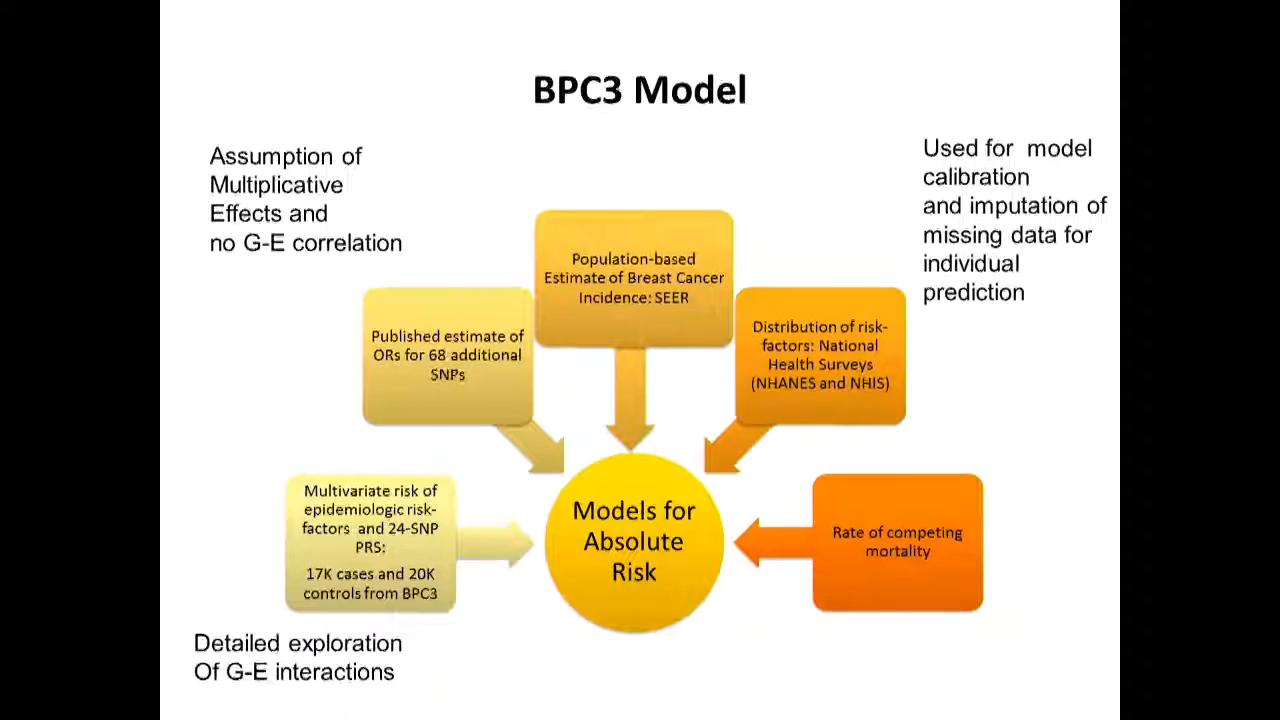 BPC3 Model
Assumption of
Multiplicative
Effects and
no G-E correlation
Used for model
calibration
and imputation of
missing data for
individual
prediction
Population-based
Estimate of Breast Cancer
Incidence: SEER
Published estimate of
ORs for 68 additional
SNPs
Distribution of risk-
factors: National
Health Surveys
(NHANES and NHIS)
Multivariate risk of
epidemiologic risk-
factors and 24-SNP
PRS:
17K cases and 20K
controls from BPC3
Models for
Absolute
Risk
Rate of competing
mortality
Detailed exploration
Of G-E interactions